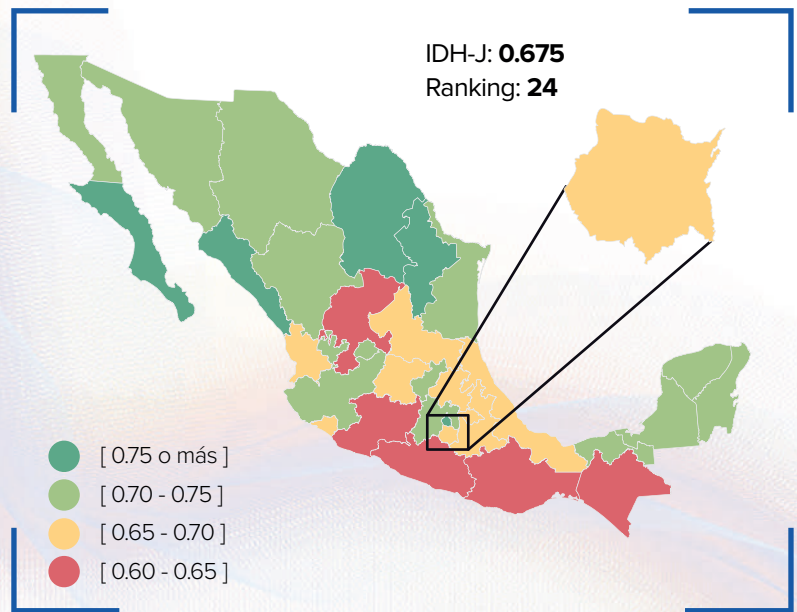 IDH-J: 0.675
Ranking: 24
[ 0.75 o más ]
[ 0.70 - 0.75 ]
[ 0.65 - 0.70 ]
[ 0.60 - 0.65 ]